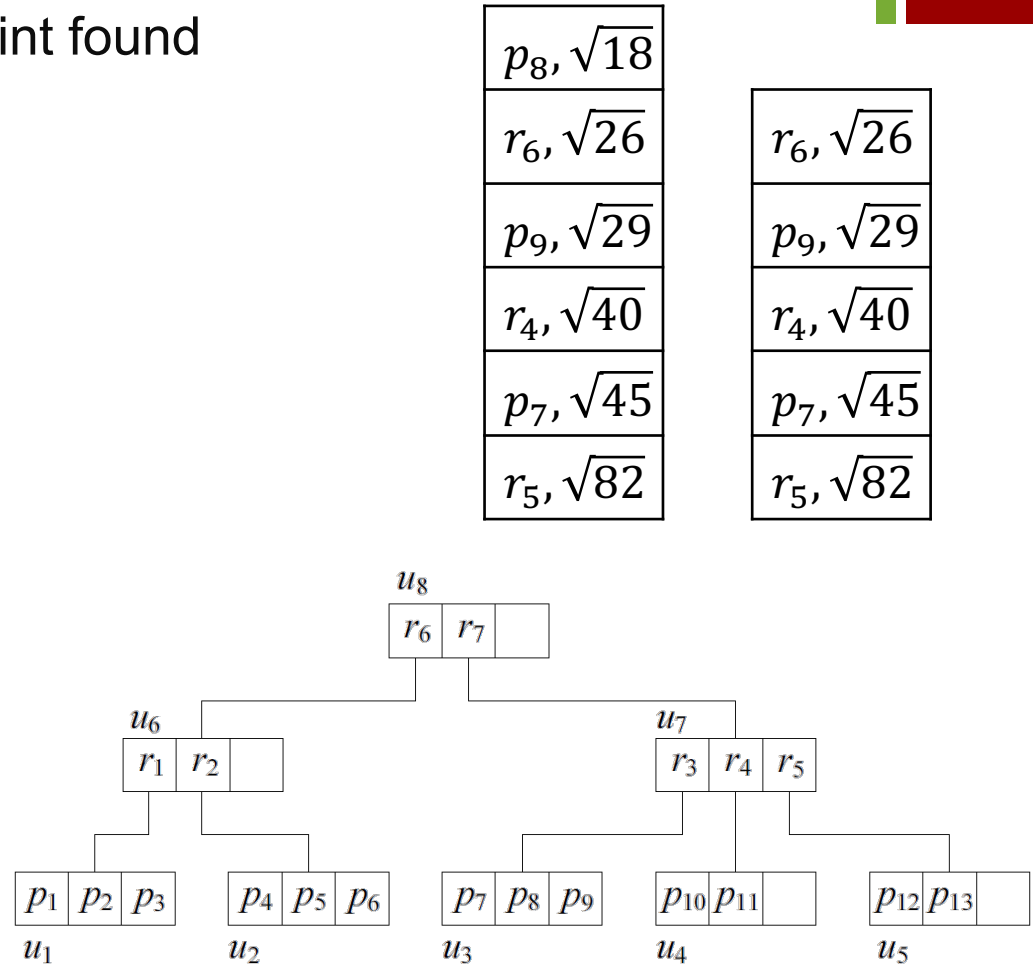 int found
p₈, √18
r₆, √26
p₉, √29
r₄, √40
p₇, √45
r₅, √82
r₆, √26
p₉, √29
r₄, √40
p₇, √45
r₅, √82
u₈
r₆ r₇
u₆ u₇
r₁ r₂ r₃ r₄ r₅
p₁ p₂ p₃ p₄ p₅ p₆ p₇ p₈ p₉ p₁₀ p₁₁ p₁₂ p₁₃
u₁ u₂ u₃ u₄ u₅